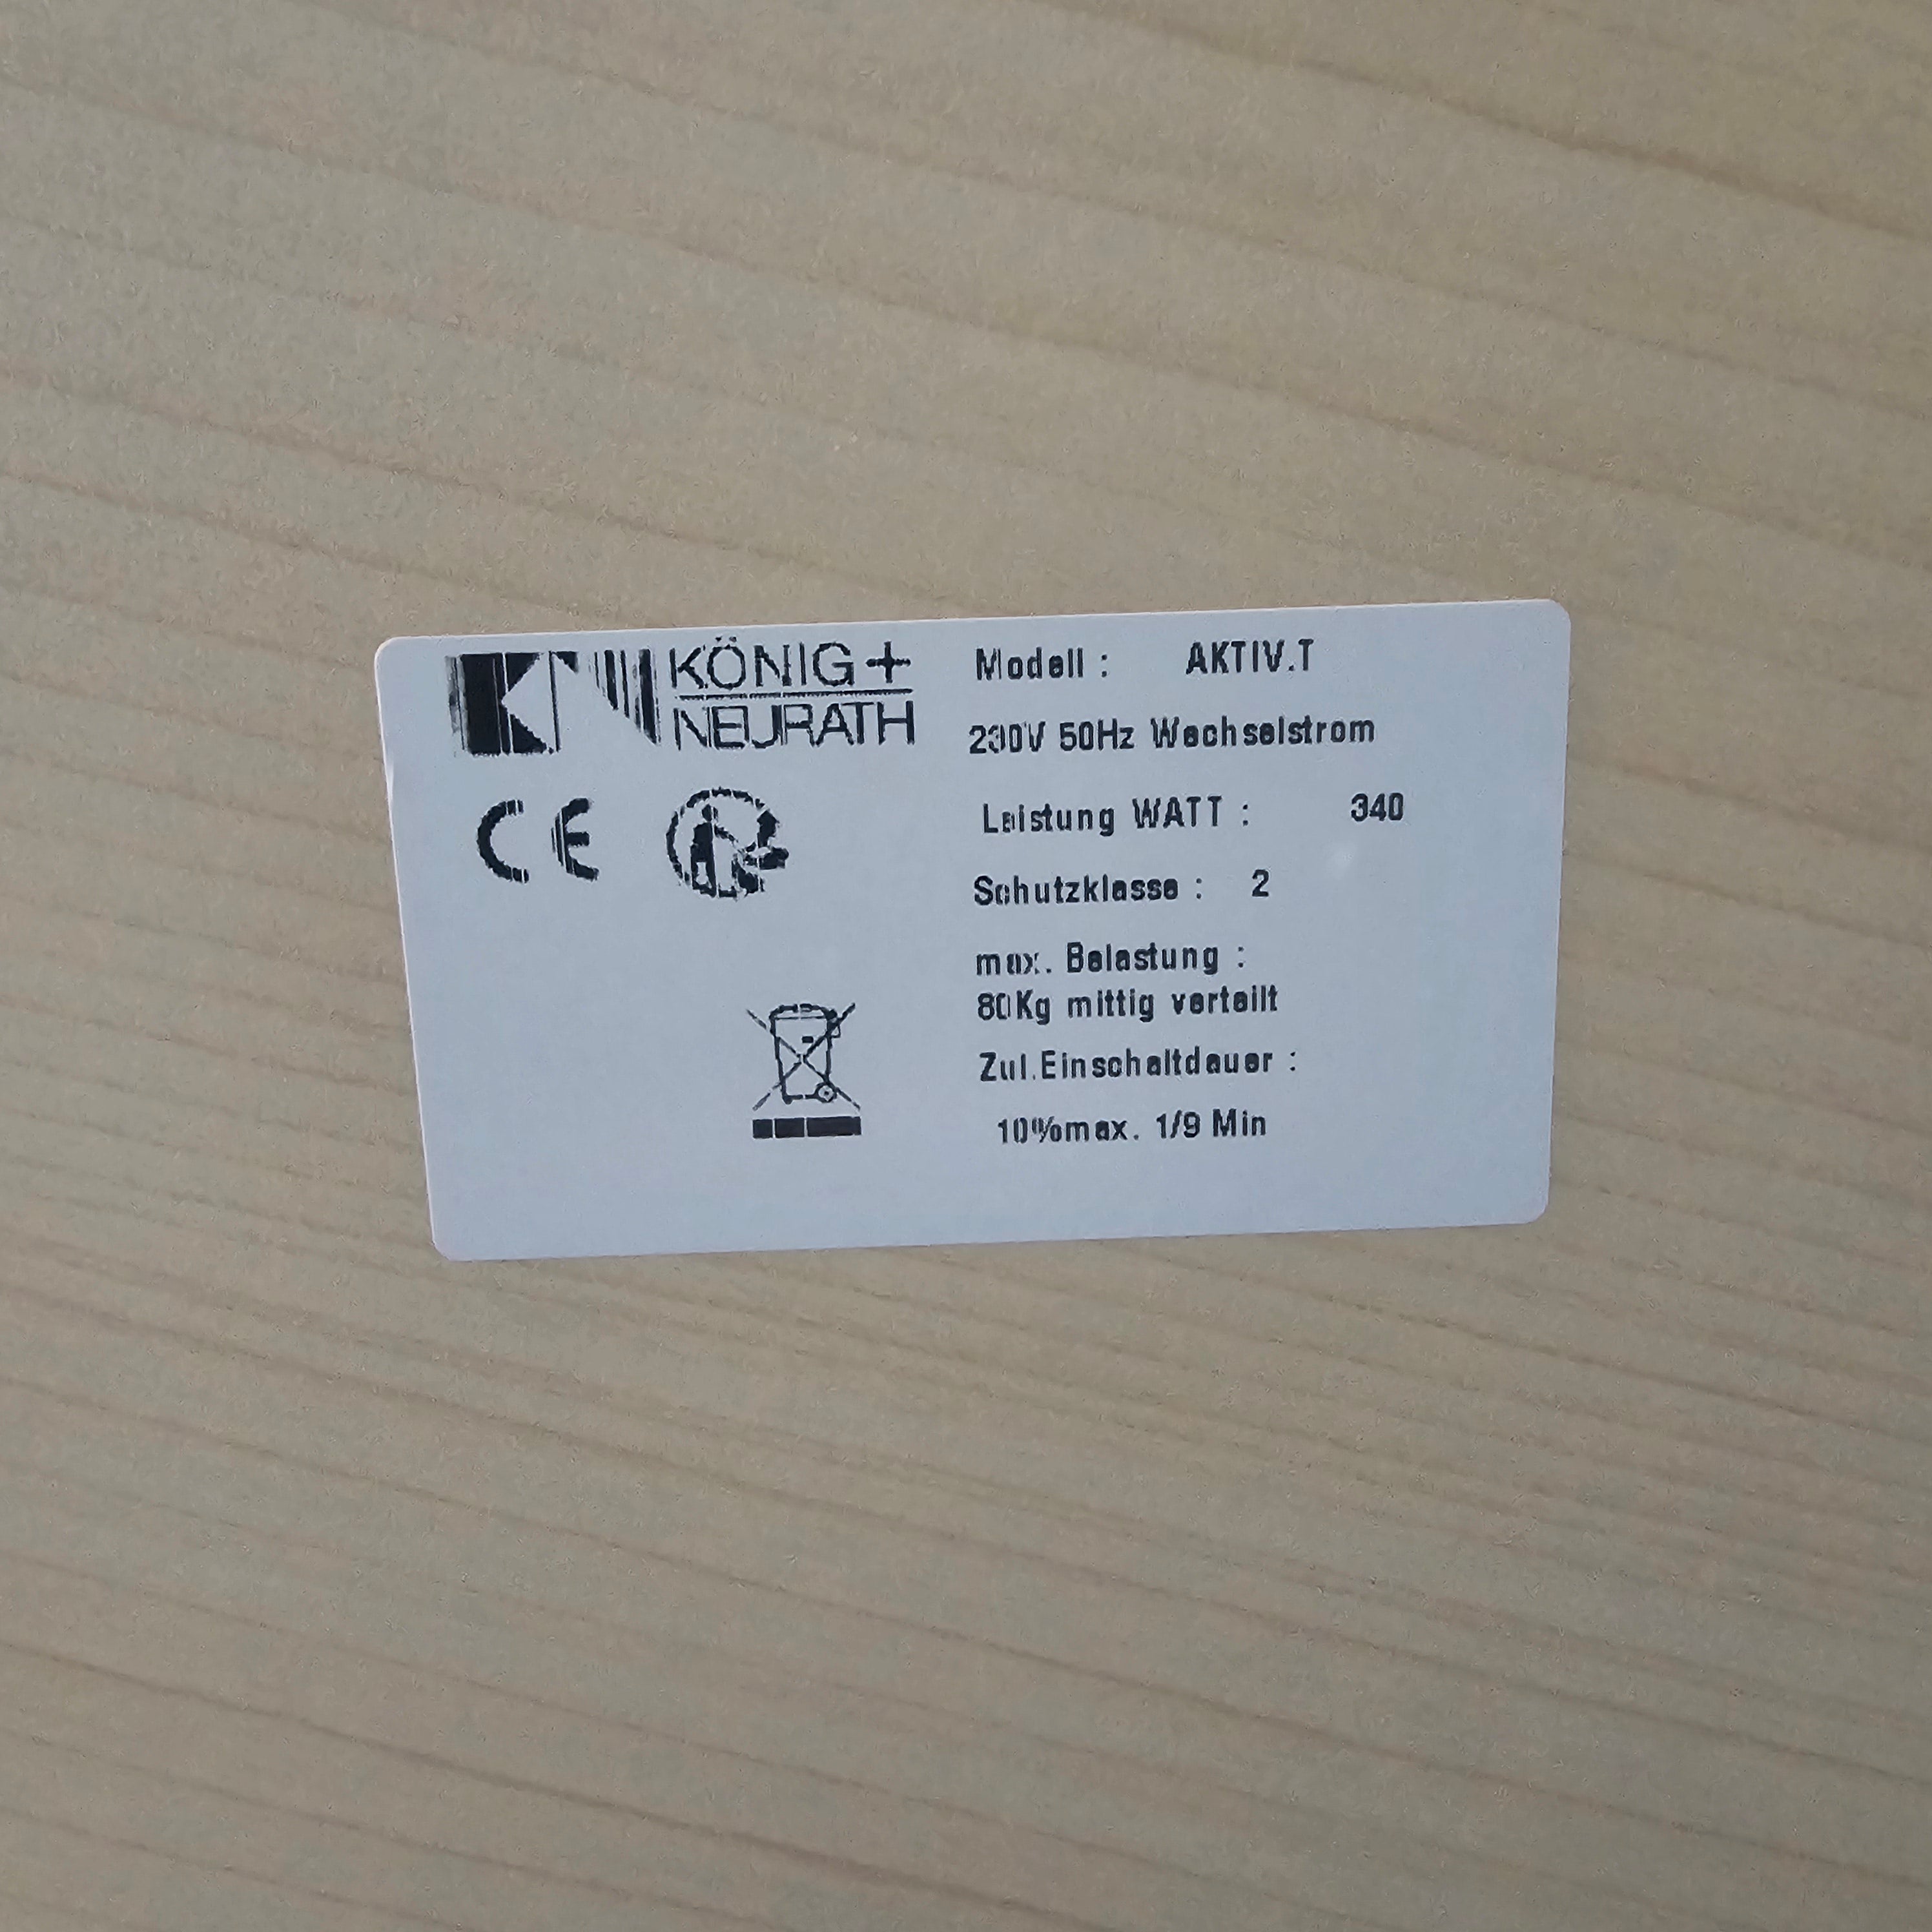 KÖNIG +
NEURATH
CE
Modell : AKTIV.T
230V 50Hz Wechselstrom
Leistung WATT : 340
Schutzklasse : 2
max. Belastung :
80Kg mittig verteilt
Zul.Einschaltdauer :
10%max. 1/9 Min